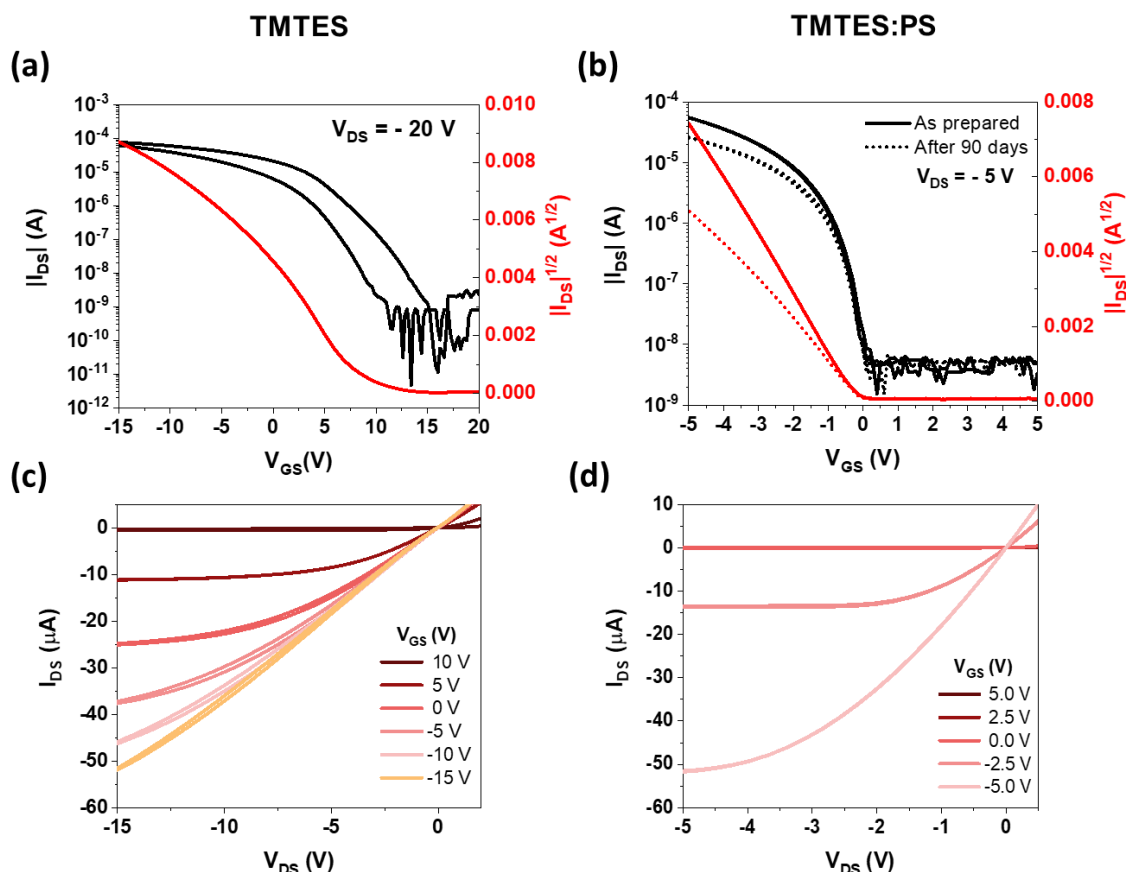 TMTES
TMTES:PS
(a)
10⁻³
10⁻⁴
10⁻⁵
10⁻⁶
10⁻⁷
10⁻⁸
10⁻⁹
10⁻¹⁰
10⁻¹¹
10⁻¹²
|I_DS| (A)
V_DS = - 20 V
0.010
0.008
0.006
0.004
0.002
0.000
|I_DS|^1/2 (A^1/2)
-15 -10 -5 0 5 10 15 20
V_GS(V)
(b)
10⁻⁴
10⁻⁵
10⁻⁶
10⁻⁷
10⁻⁸
10⁻⁹
|I_DS| (A)
As prepared
After 90 days
V_DS = - 5 V
0.008
0.006
0.004
0.002
0.000
|I_DS|^1/2 (A^1/2)
-5 -4 -3 -2 -1 0 1 2 3 4 5
V_GS (V)
(c)
0
-10
-20
-30
-40
-50
-60
I_DS (µA)
V_GS (V)
10 V
5 V
0 V
-5 V
-10 V
-15 V
-15 -10 -5 0
V_DS (V)
(d)
10
0
-10
-20
-30
-40
-50
-60
I_DS (µA)
V_GS (V)
5.0 V
2.5 V
0.0 V
-2.5 V
-5.0 V
-5 -4 -3 -2 -1 0
V_DS (V)